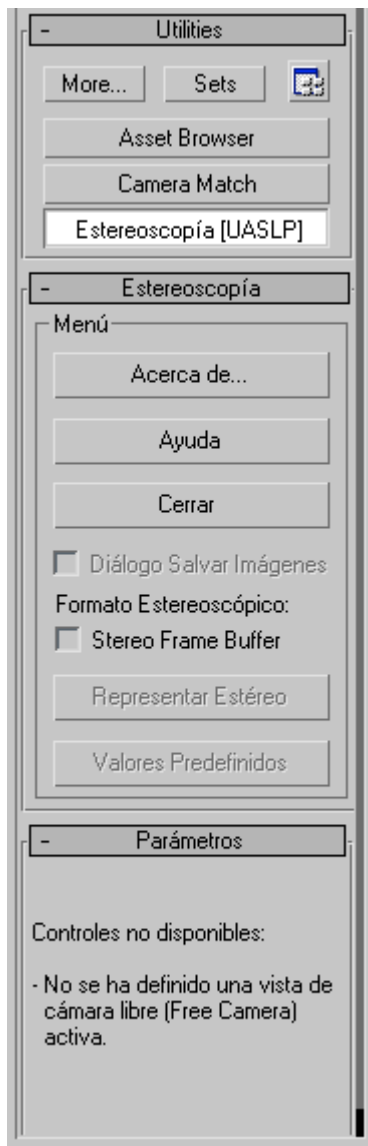 - Utilities
More... Sets
Asset Browser
Camera Match
Estereoscopía [UASLP]
- Estereoscopía
Menú
Acerca de...
Ayuda
Cerrar
Diálogo Salvar Imágenes
Formato Estereoscópico:
Stereo Frame Buffer
Representar Estéreo
Valores Predefinidos
- Parámetros
Controles no disponibles:
- No se ha definido una vista de
cámara libre (Free Camera)
activa.